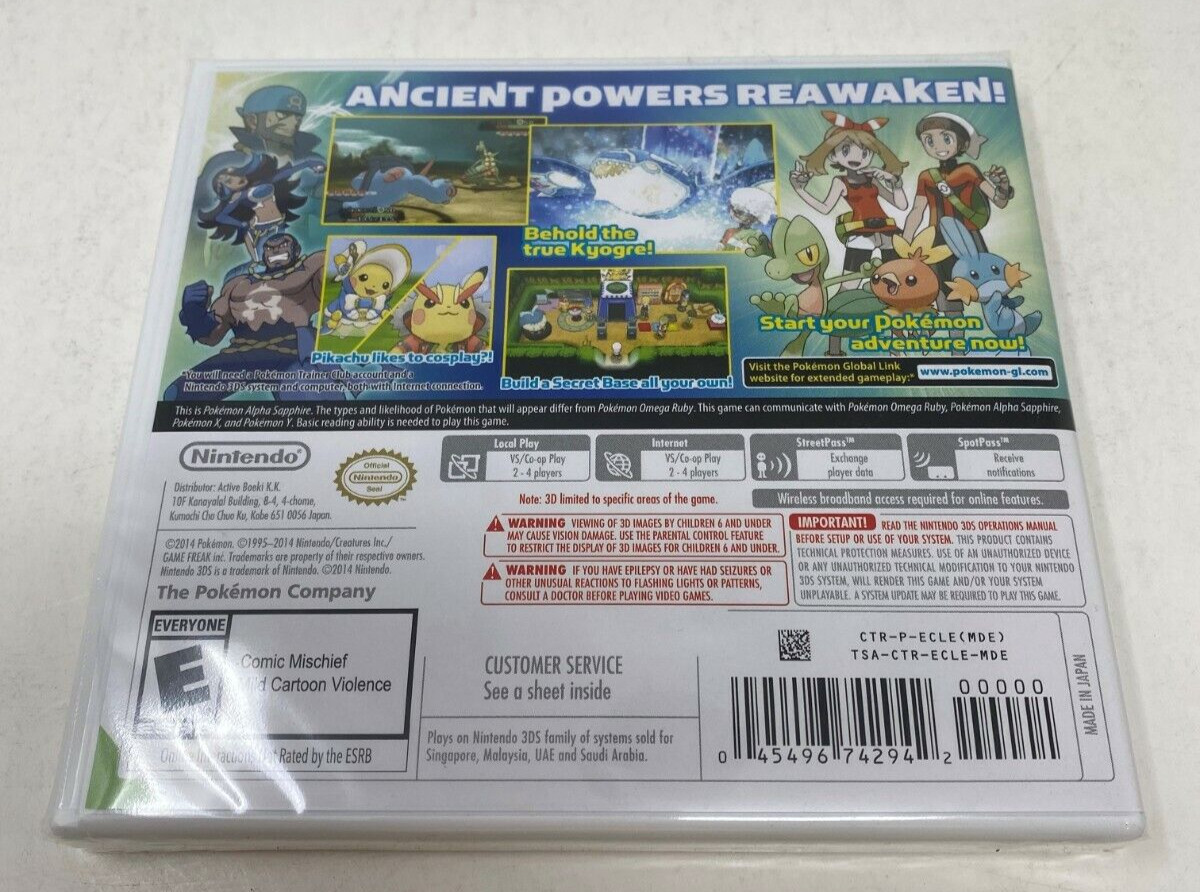 ANCIENT POWERS REAWAKEN!
Behold the
true Kyogre!
Pikachu likes to cosplay?!
*You will need a Pokémon Trainer Club account and a
Nintendo 3DS system and computer, both with Internet connection.
Build a Secret Base all your own!
Start your Pokémon
adventure now!
Visit the Pokémon Global Link
website for extended gameplay:*
www.pokemon-gl.com
This is Pokémon Alpha Sapphire. The types and likelihood of Pokémon that will appear differ from Pokémon Omega Ruby. This game can communicate with Pokémon Omega Ruby, Pokémon Alpha Sapphire,
Pokémon X, and Pokémon Y. Basic reading ability is needed to play this game.
Nintendo®
Official
Nintendo
Seal
Distributor: Active Boeki K.K.
10F Kanayalal Building, 8-4, 4-chome,
Kumochi Cho Chuo Ku, Kobe 651 0056 Japan.
©2014 Pokémon. ©1995–2014 Nintendo/Creatures Inc./
GAME FREAK inc. Trademarks are property of their respective owners.
Nintendo 3DS is a trademark of Nintendo. ©2014 Nintendo.
The Pokémon Company
Local Play
VS/Co-op Play
2 - 4 players
Internet
VS/Co-op Play
2 - 4 players
StreetPass™
Exchange
player data
SpotPass™
Receive
notifications
Note: 3D limited to specific areas of the game.
Wireless broadband access required for online features.
WARNING VIEWING OF 3D IMAGES BY CHILDREN 6 AND UNDER
MAY CAUSE VISION DAMAGE. USE THE PARENTAL CONTROL FEATURE
TO RESTRICT THE DISPLAY OF 3D IMAGES FOR CHILDREN 6 AND UNDER.
WARNING IF YOU HAVE EPILEPSY OR HAVE HAD SEIZURES OR
OTHER UNUSUAL REACTIONS TO FLASHING LIGHTS OR PATTERNS,
CONSULT A DOCTOR BEFORE PLAYING VIDEO GAMES.
IMPORTANT! READ THE NINTENDO 3DS OPERATIONS MANUAL
BEFORE SETUP OR USE OF YOUR SYSTEM. THIS PRODUCT CONTAINS
TECHNICAL PROTECTION MEASURES. USE OF AN UNAUTHORIZED DEVICE
OR ANY UNAUTHORIZED TECHNICAL MODIFICATION TO YOUR NINTENDO
3DS SYSTEM, WILL RENDER THIS GAME AND/OR YOUR SYSTEM
UNPLAYABLE. A SYSTEM UPDATE MAY BE REQUIRED TO PLAY THIS GAME.
EVERYONE
E
Comic Mischief
Cartoon Violence
Rated by the ESRB
CUSTOMER SERVICE
See a sheet inside
Plays on Nintendo 3DS family of systems sold for
Singapore, Malaysia, UAE and Saudi Arabia.
CTR-P-ECLE(MDE)
TSA-CTR-ECLE-MDE
00000
0 45496 74294 2
MADE IN JAPAN